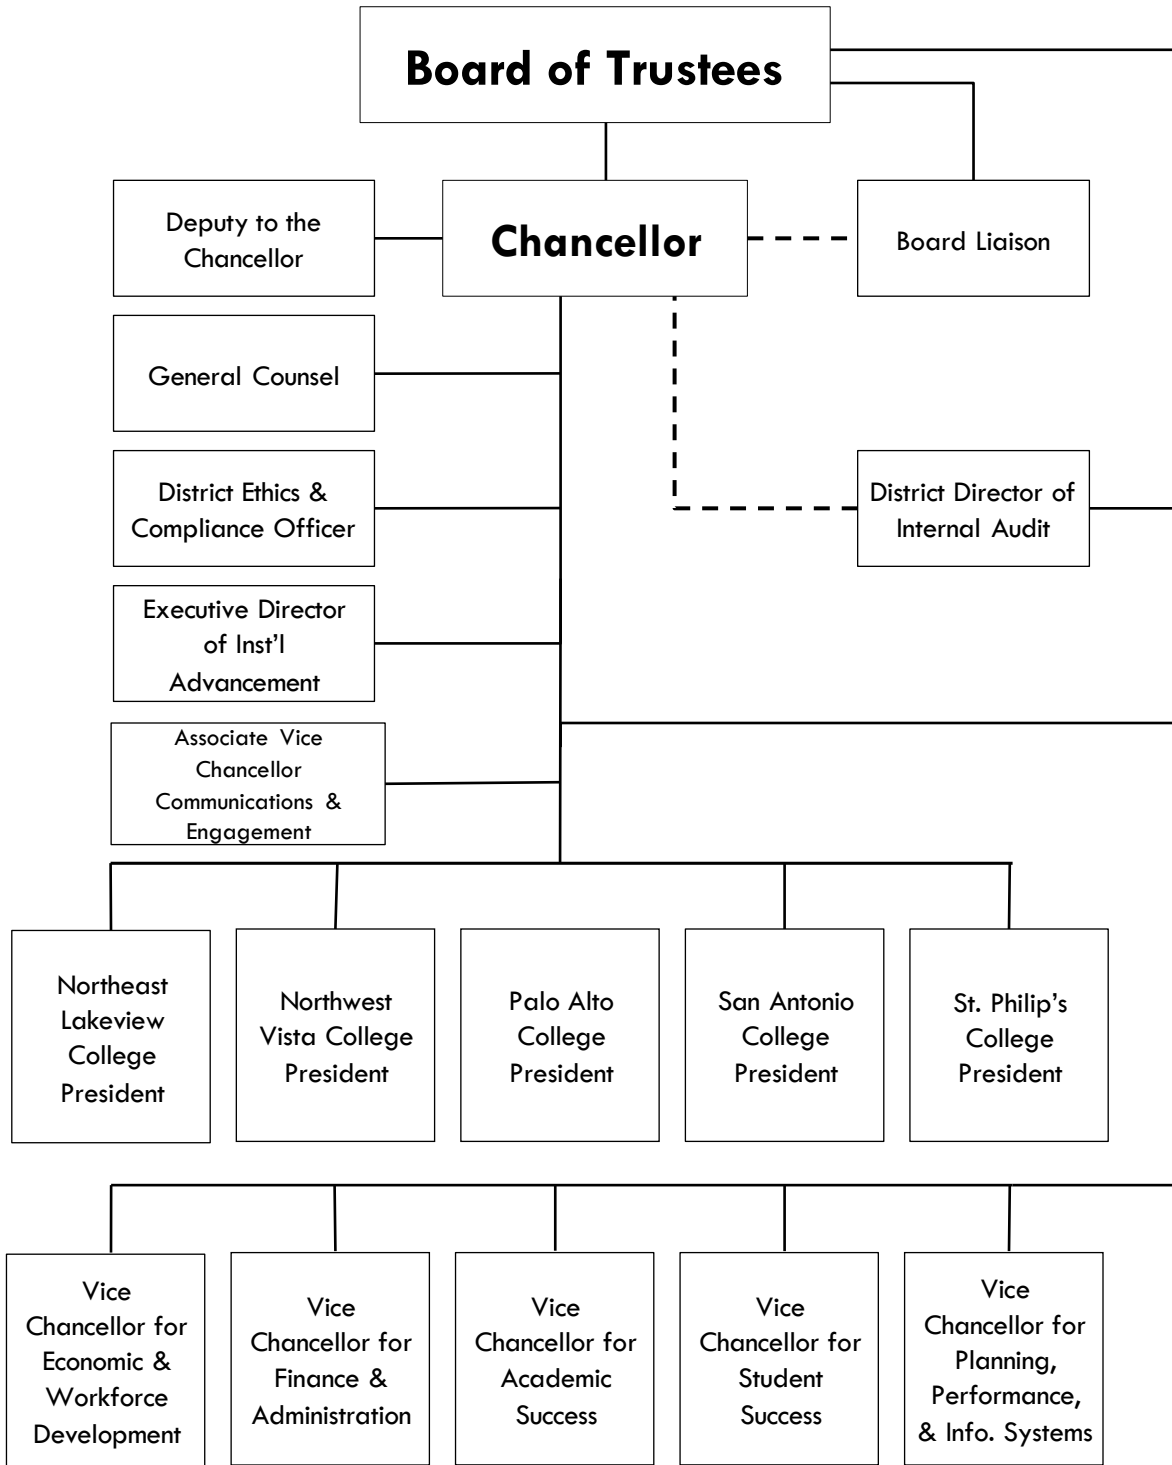 Board of Trustees
Deputy to the
Chancellor
Chancellor
Board Liaison
General Counsel
District Ethics &
Compliance Officer
District Director of
Internal Audit
Executive Director
of Inst'l
Advancement
Associate Vice
Chancellor
Communications &
Engagement
Northeast
Lakeview
College
President
Northwest
Vista College
President
Palo Alto
College
President
San Antonio
College
President
St. Philip's
College
President
Vice
Chancellor for
Economic &
Workforce
Development
Vice
Chancellor for
Finance &
Administration
Vice
Chancellor for
Academic
Success
Vice
Chancellor for
Student
Success
Vice
Chancellor for
Planning,
Performance,
& Info. Systems